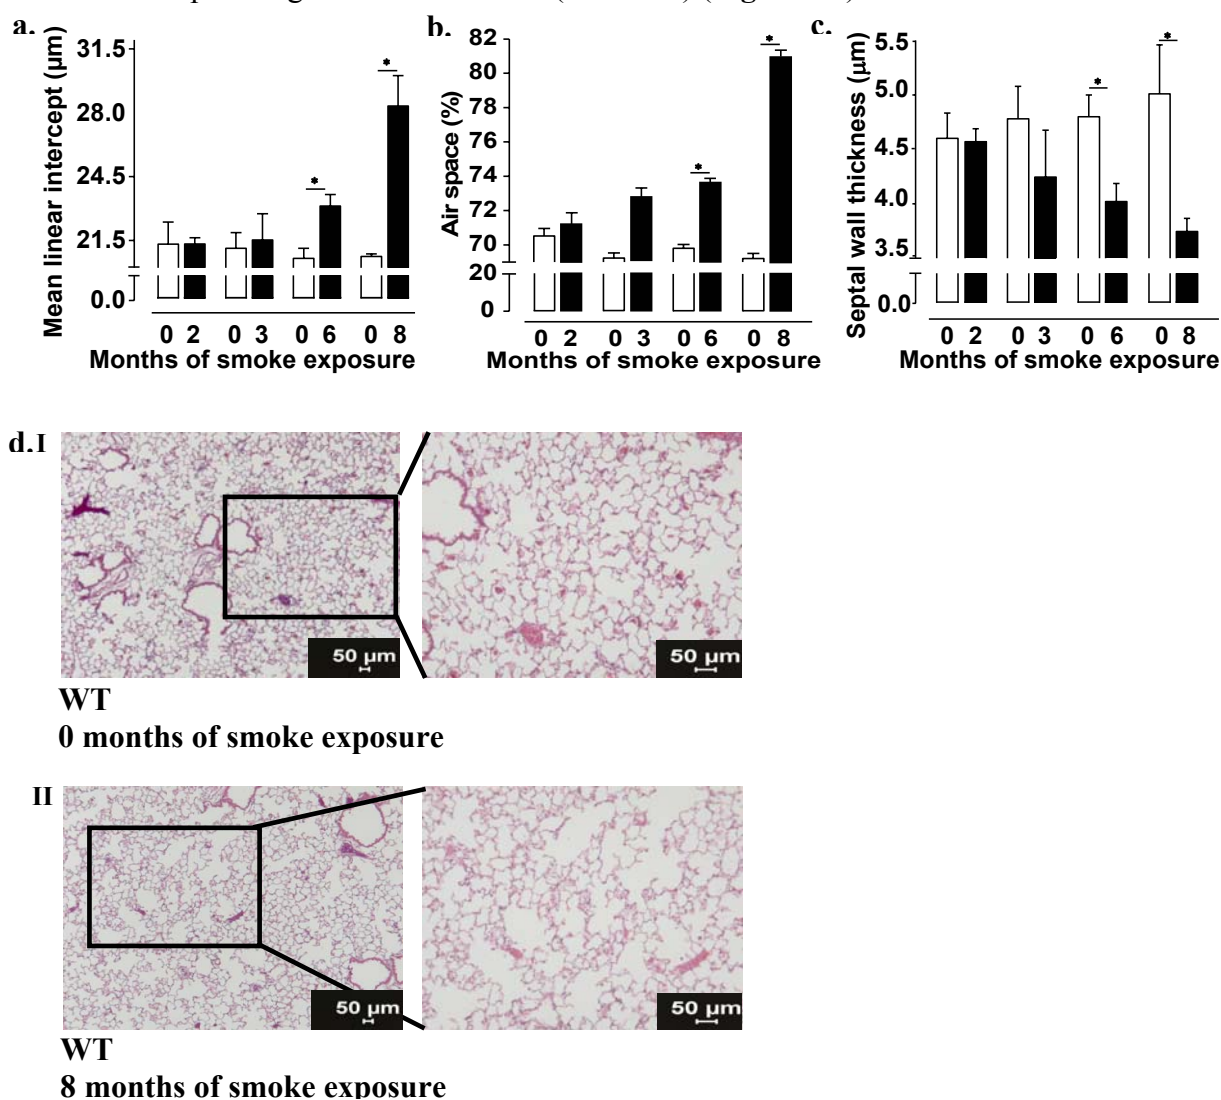 a.
Mean linear intercept (µm)
31.5
28.0
24.5
21.5
0.0
*
*
0 2 0 3 0 6 0 8
Months of smoke exposure
b.
Air space (%)
82
80
74
72
70
20
0
*
*
0 2 0 3 0 6 0 8
Months of smoke exposure
c.
Septal wall thickness (µm)
5.5
5.0
4.5
4.0
3.5
0.0
*
*
0 2 0 3 0 6 0 8
Months of smoke exposure
d.I
50 µm
50 µm
WT
0 months of smoke exposure
II
50 µm
50 µm
WT
8 months of smoke exposure